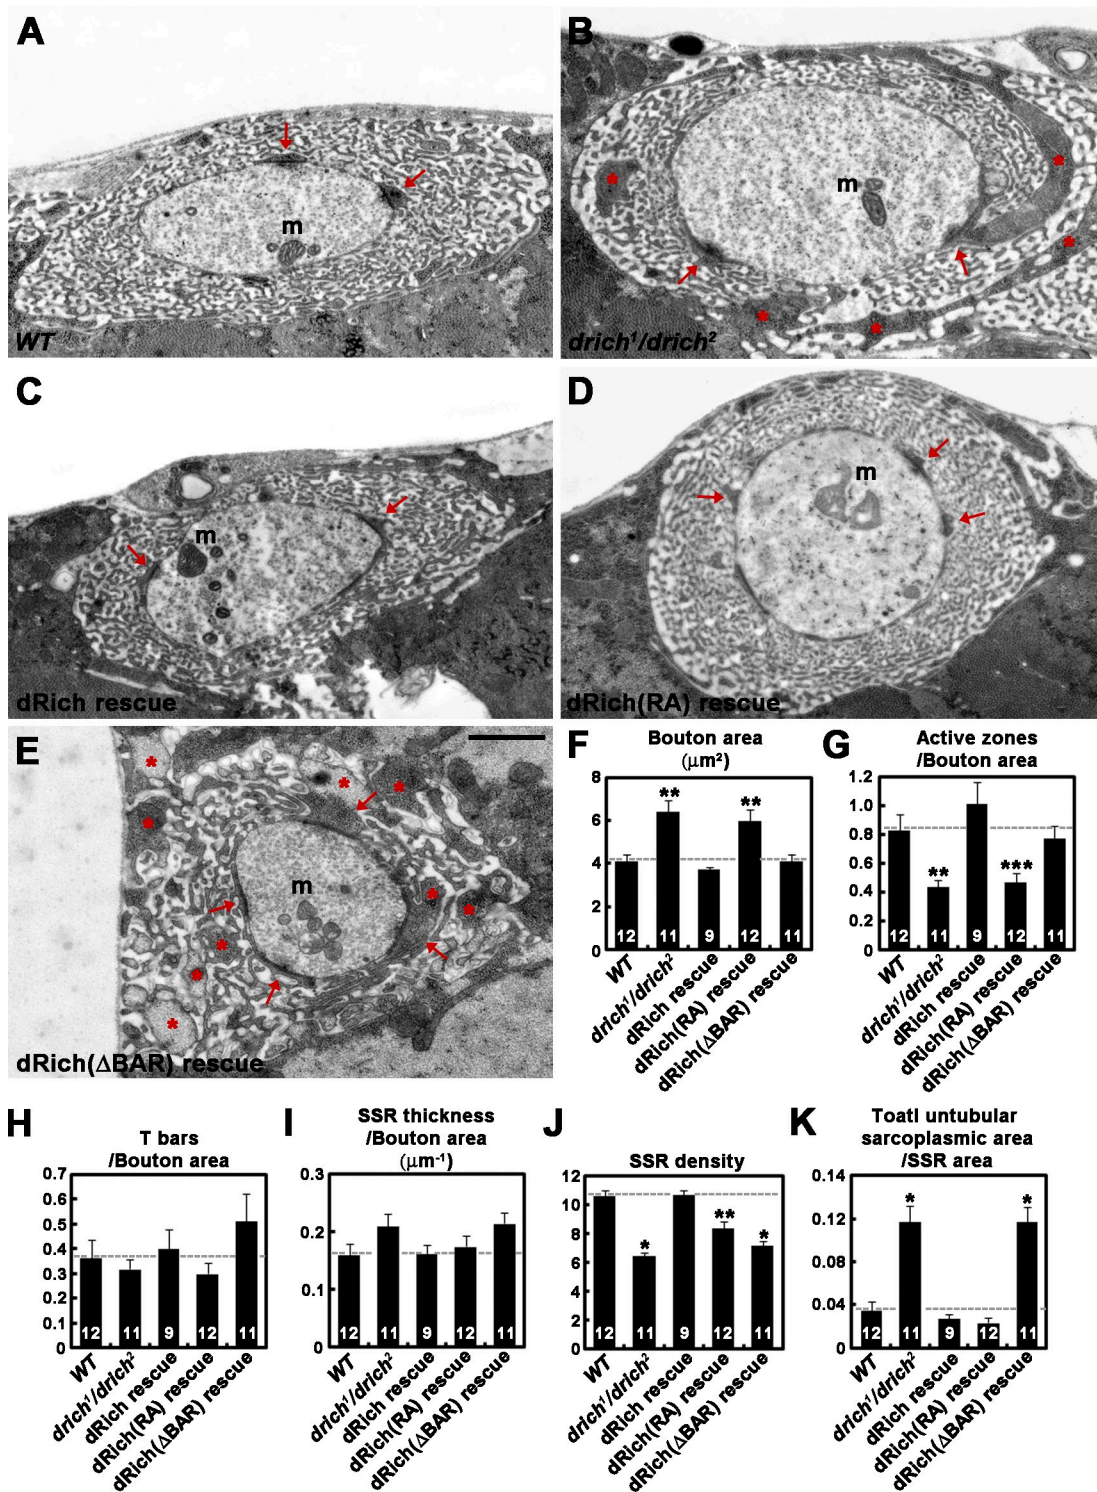 A
m
WT
B
m
drich¹/drich²
C
m
dRich rescue
D
m
dRich(RA) rescue
E
m
dRich(ΔBAR) rescue
F
Bouton area
(μm²)
8
6
4
2
0
**
**
12
11
9
12
11
WT
drich¹/drich²
dRich rescue
dRich(RA) rescue
dRich(ΔBAR) rescue
G
Active zones
/Bouton area
1.2
1.0
0.8
0.6
0.4
0.2
0
**
***
12
11
9
12
11
WT
drich¹/drich²
dRich rescue
dRich(RA) rescue
dRich(ΔBAR) rescue
H
T bars
/Bouton area
0.7
0.6
0.5
0.4
0.3
0.2
0.1
0
12
11
9
12
11
WT
drich¹/drich²
dRich rescue
dRich(RA) rescue
dRich(ΔBAR) rescue
I
SSR thickness
/Bouton area
(μm⁻¹)
0.3
0.2
0.1
0
12
11
9
12
11
WT
drich¹/drich²
dRich rescue
dRich(RA) rescue
dRich(ΔBAR) rescue
J
SSR density
12
10
8
6
4
2
0
*
**
*
12
11
9
12
11
WT
drich¹/drich²
dRich rescue
dRich(RA) rescue
dRich(ΔBAR) rescue
K
Toatl untubular
sarcoplasmic area
/SSR area
0.14
0.12
0.04
0
*
*
12
11
9
12
11
WT
drich¹/drich²
dRich rescue
dRich(RA) rescue
dRich(ΔBAR) rescue